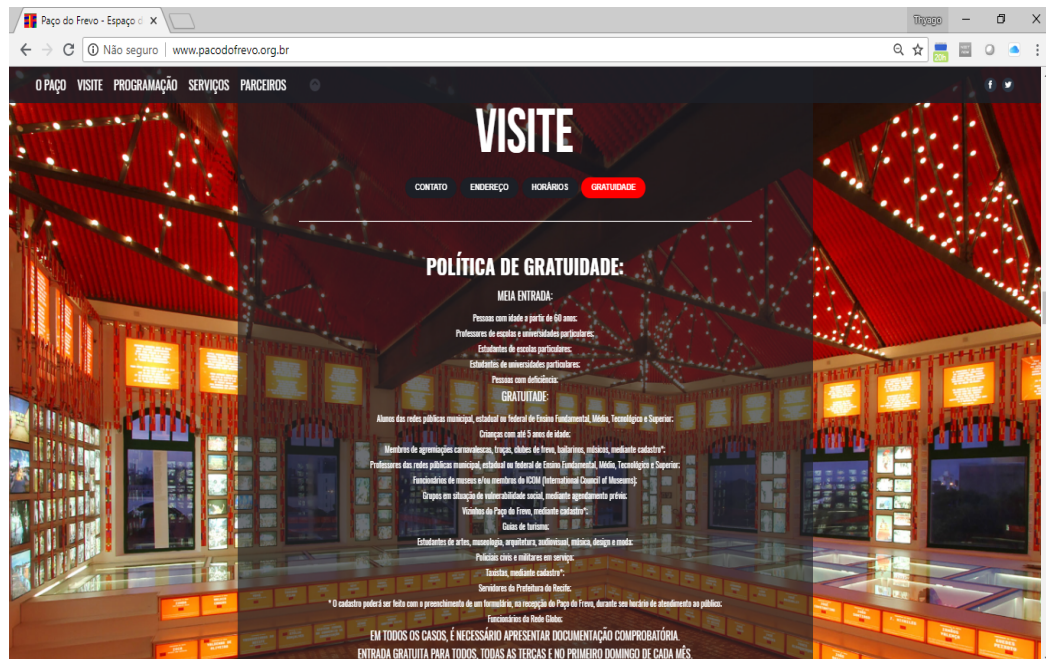 Paço do Frevo - Espaço d
Thyago
Não seguro | www.pacodofrevo.org.br
O PAÇO VISITE PROGRAMAÇÃO SERVIÇOS PARCEIROS
VISITE
CONTATO ENDEREÇO HORÁRIOS GRATUIDADE
POLÍTICA DE GRATUIDADE:
MEIA ENTRADA:
Pessoas com idade a partir de 60 anos;
Professores de escolas e universidades particulares;
Estudantes de escolas particulares;
Estudantes de universidades particulares;
Pessoas com deficiência;
GRATUITADE:
Alunos das redes públicas municipal, estadual ou federal de Ensino Fundamental, Médio, Tecnológico e Superior;
Crianças com até 5 anos de idade;
Membros de agremiações carnavalescas, troças, clubes de frevo, bailarinos, músicos, mediante cadastro*;
Professores das redes públicas municipal, estadual ou federal de Ensino Fundamental, Médio, Tecnológico e Superior;
Funcionários de museus e/ou membros do ICOM (International Council of Museums);
Grupos em situação de vulnerabilidade social, mediante agendamento prévio;
Vizinhos do Paço do Frevo, mediante cadastro*;
Guias de turismo;
Estudantes de artes, museologia, arquitetura, audiovisual, música, design e moda;
Policiais civis e militares em serviço;
Taxistas, mediante cadastro*;
Servidores da Prefeitura do Recife;
* O cadastro poderá ser feito com o preenchimento de um formulário, na recepção do Paço do Frevo, durante seu horário de atendimento ao público;
Funcionários da Rede Globo;
EM TODOS OS CASOS, É NECESSÁRIO APRESENTAR DOCUMENTAÇÃO COMPROBATÓRIA.
ENTRADA GRATUITA PARA TODOS, TODAS AS TERÇAS E NO PRIMEIRO DOMINGO DE CADA MÊS.